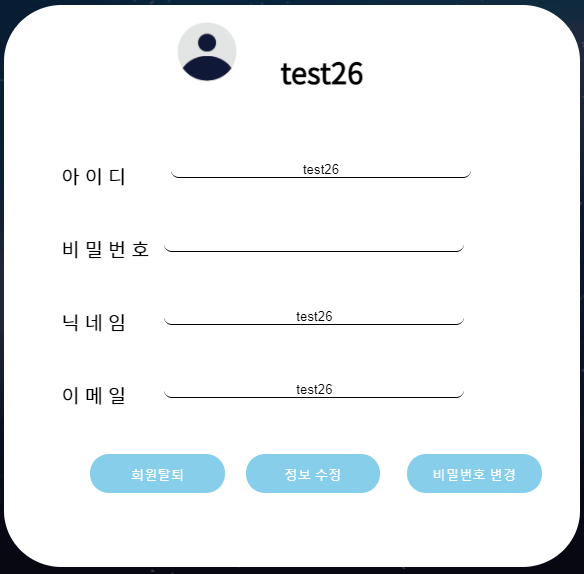 test26
아 이 디 test26
비 밀 번 호
닉 네 임 test26
이 메 일 test26
회원탈퇴 정보 수정 비밀번호 변경